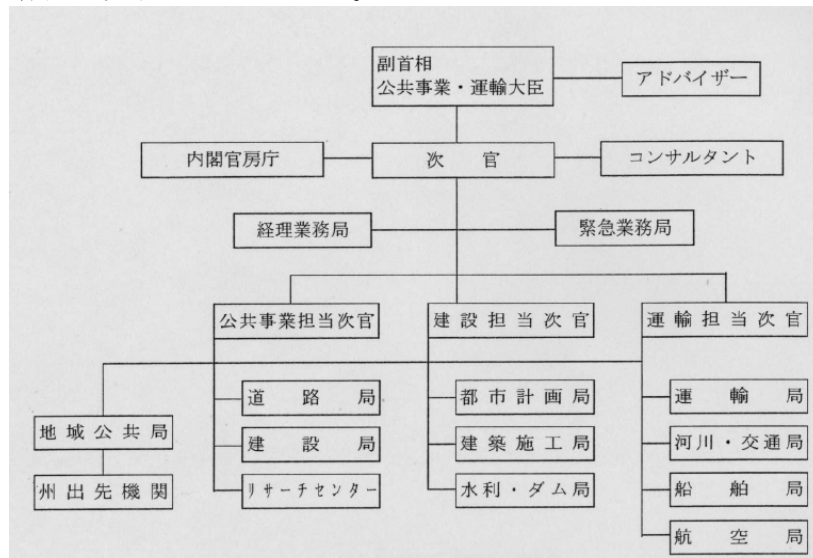 副首相
公共事業・運輸大臣
アドバイザー
内閣官房庁
次官
コンサルタント
経理業務局
緊急業務局
公共事業担当次官
建設担当次官
運輸担当次官
道路局
都市計画局
運輸局
地域公共局
建設局
建築施工局
河川・交通局
州出先機関
リサーチセンター
水利・ダム局
船舶局
航空局